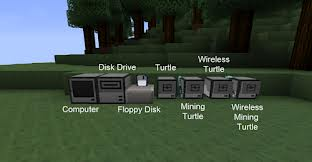 Disk Drive
Turtle
Wireless
Turtle
Computer
Floppy Disk
Mining
Turtle
Wireless
Mining
Turtle